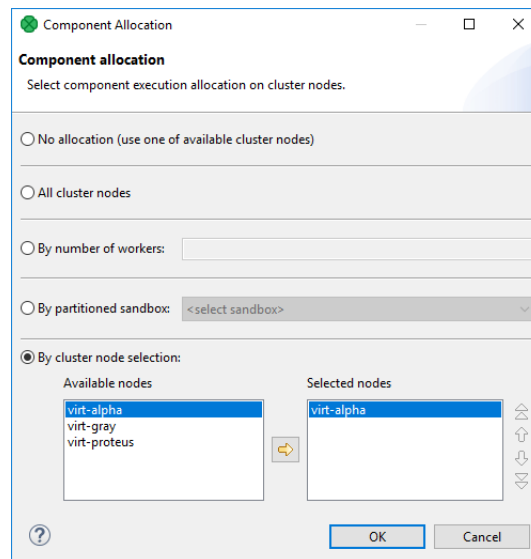 Component Allocation
Component allocation
Select component execution allocation on cluster nodes.
No allocation (use one of available cluster nodes)
All cluster nodes
By number of workers:
By partitioned sandbox: <select sandbox>
By cluster node selection:
Available nodes Selected nodes
virt-alpha virt-alpha
virt-gray
virt-proteus
OK Cancel